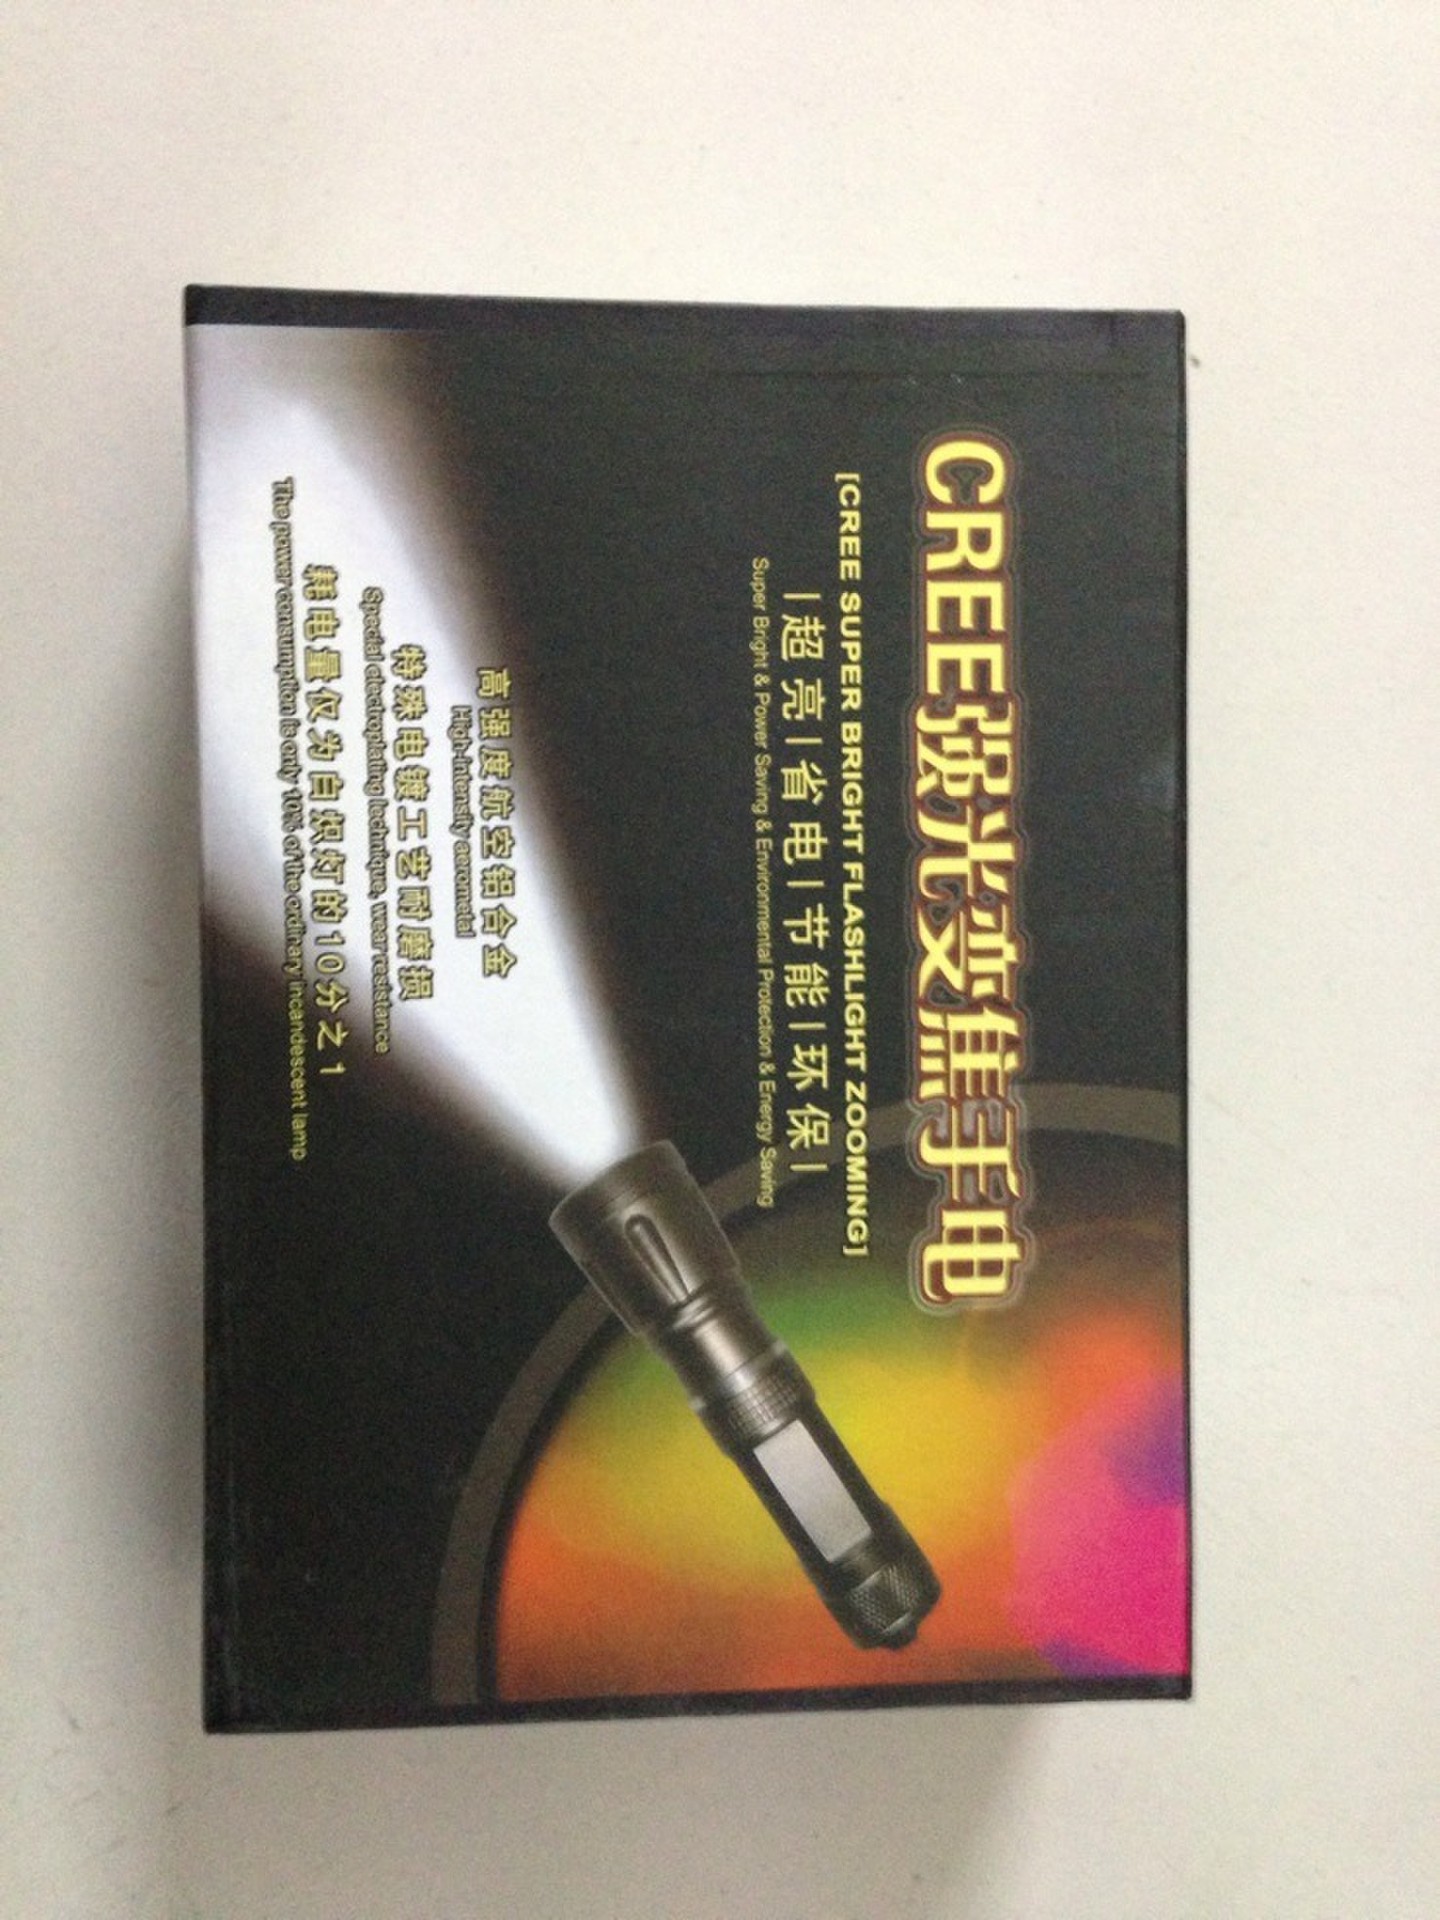 CREE强光变焦手电
[CREE SUPER BRIGHT FLASHLIGHT ZOOMING]
|超亮|省电|节能|环保|
Super Bright & Power Saving & Environmental Protection & Energy Saving
高强度航空铝合金
High-intensity aerometal
特殊电镀工艺耐磨损
Special electroplating technique, wear resistance
耗电量仅为白炽灯的10分之1
The power consumption is only 10% of the ordinary incandescent lamp